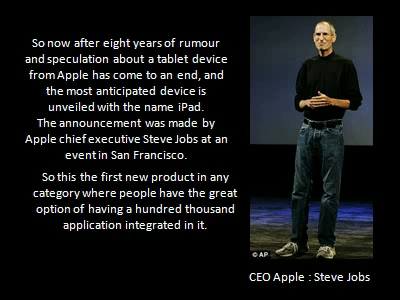 So now after eight years of rumour
and speculation about a tablet device
from Apple has come to an end, and
the most anticipated device is
unveiled with the name iPad.
The announcement was made by
Apple chief executive Steve Jobs at an
event in San Francisco.
So this the first new product in any
category where people have the great
option of having a hundred thousand
application integrated in it.
© AP
CEO Apple : Steve Jobs